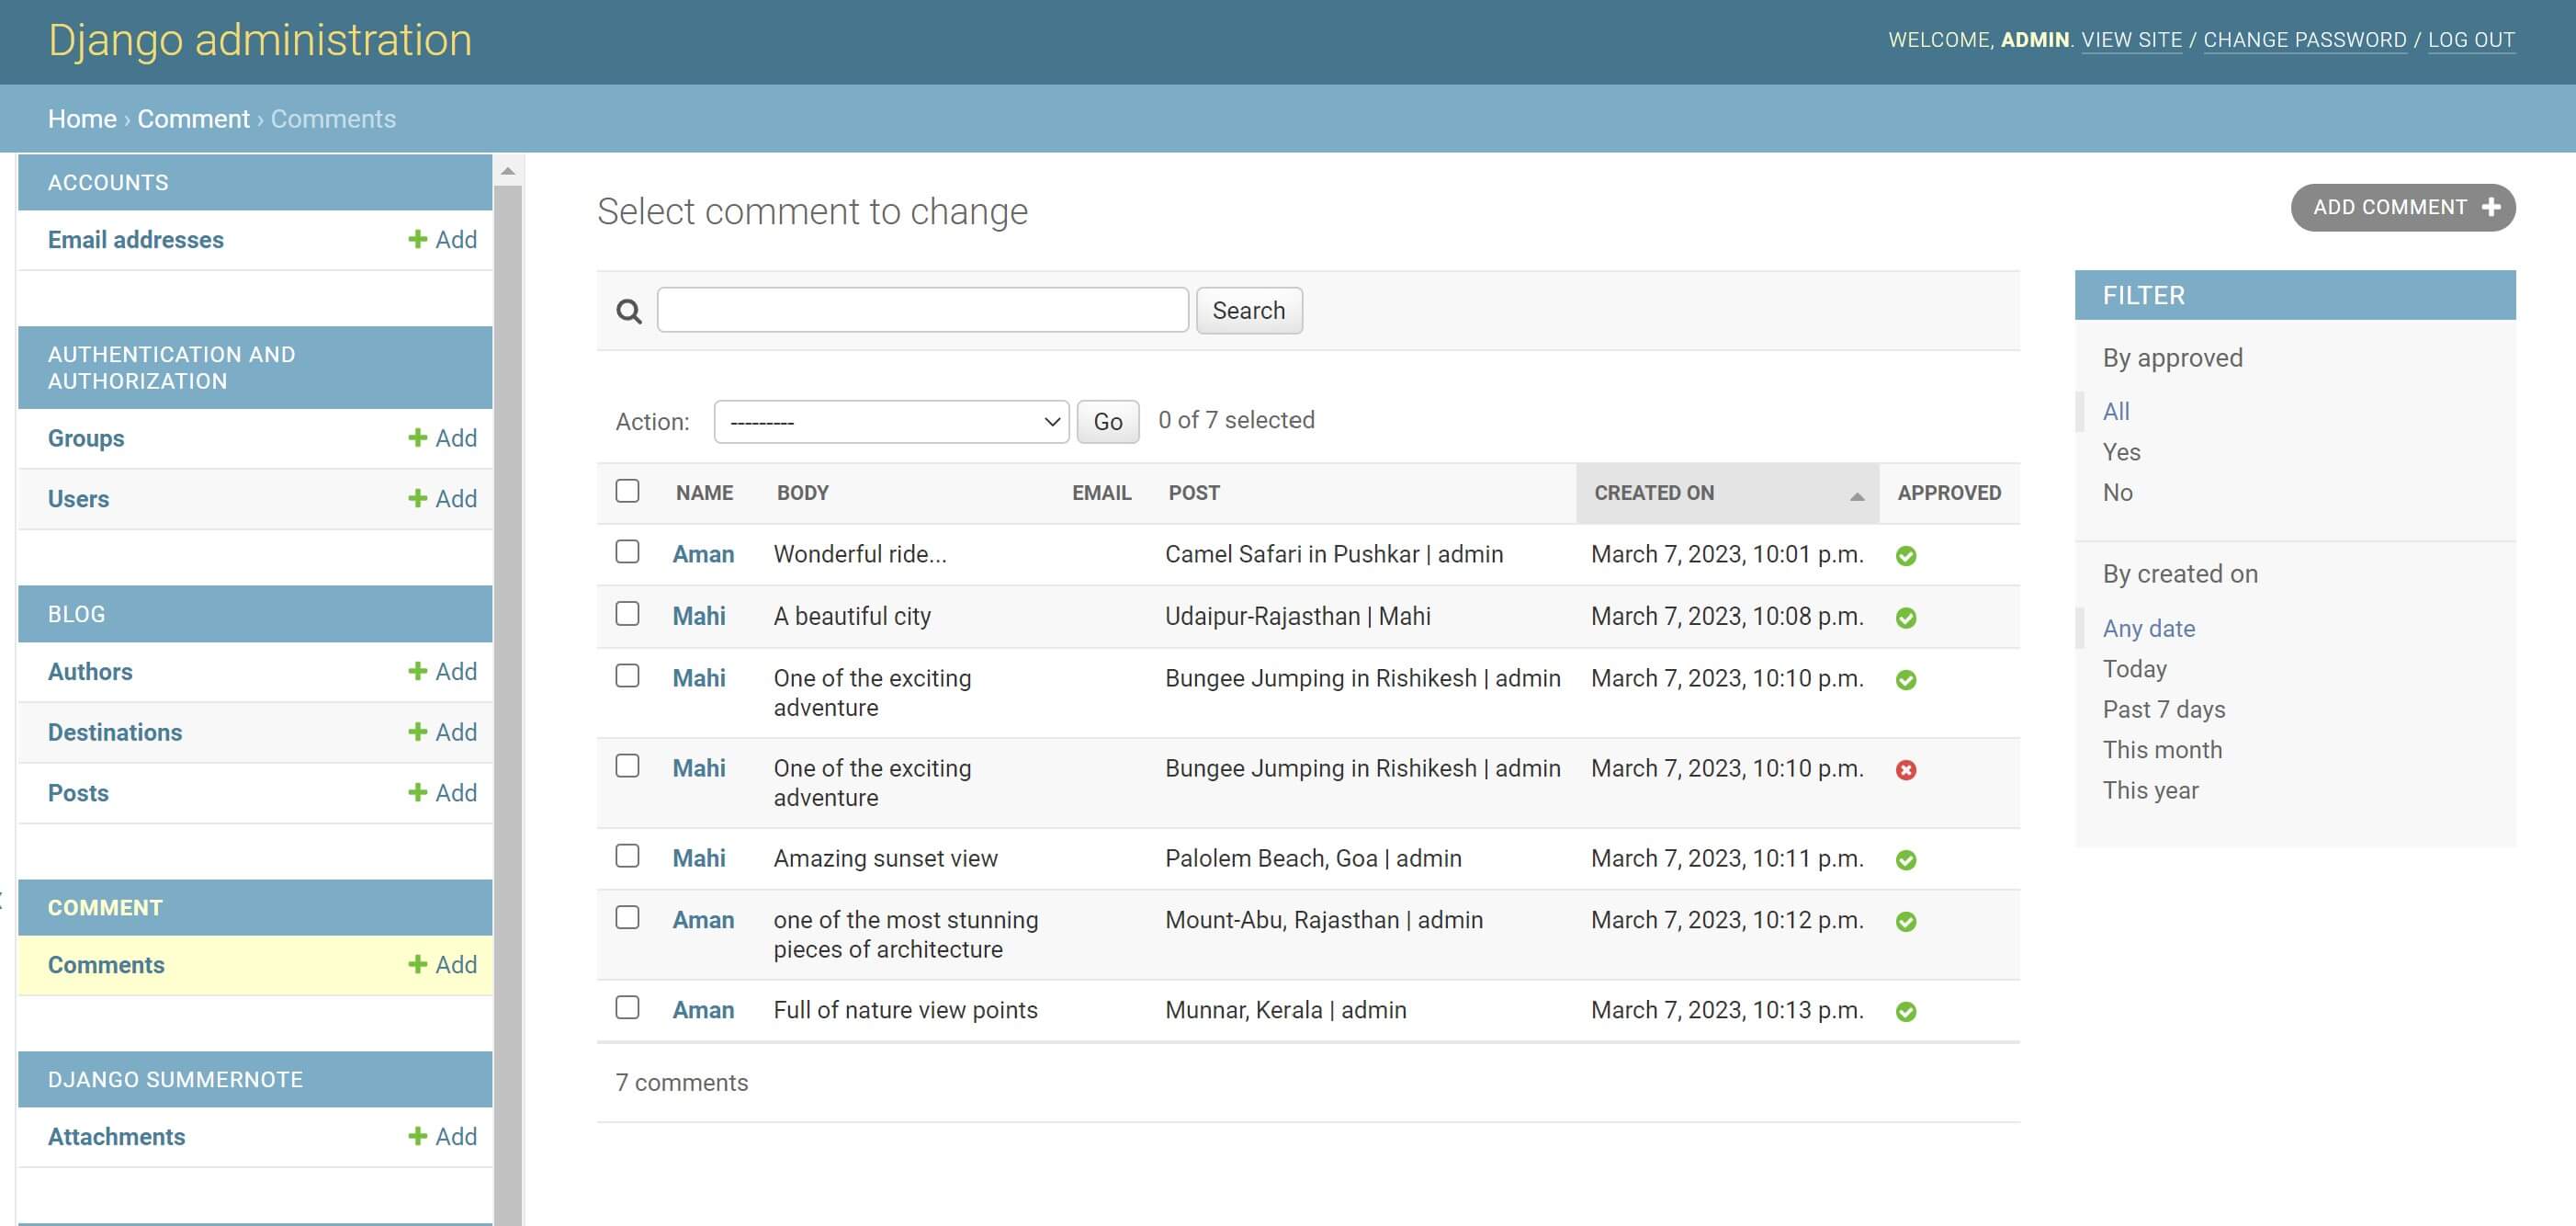 Django administration
WELCOME, ADMIN. VIEW SITE / CHANGE PASSWORD / LOG OUT
Home › Comment › Comments
ACCOUNTS
Email addresses + Add
AUTHENTICATION AND
AUTHORIZATION
Groups + Add
Users + Add
BLOG
Authors + Add
Destinations + Add
Posts + Add
COMMENT
Comments + Add
DJANGO SUMMERNOTE
Attachments + Add
Select comment to change
ADD COMMENT +
Search
Action: --------- Go 0 of 7 selected
NAME BODY EMAIL POST CREATED ON APPROVED
Aman Wonderful ride... Camel Safari in Pushkar | admin March 7, 2023, 10:01 p.m.
Mahi A beautiful city Udaipur-Rajasthan | Mahi March 7, 2023, 10:08 p.m.
Mahi One of the exciting Bungee Jumping in Rishikesh | admin March 7, 2023, 10:10 p.m.
adventure
Mahi One of the exciting Bungee Jumping in Rishikesh | admin March 7, 2023, 10:10 p.m.
adventure
Mahi Amazing sunset view Palolem Beach, Goa | admin March 7, 2023, 10:11 p.m.
Aman one of the most stunning Mount-Abu, Rajasthan | admin March 7, 2023, 10:12 p.m.
pieces of architecture
Aman Full of nature view points Munnar, Kerala | admin March 7, 2023, 10:13 p.m.
7 comments
FILTER
By approved
All
Yes
No
By created on
Any date
Today
Past 7 days
This month
This year